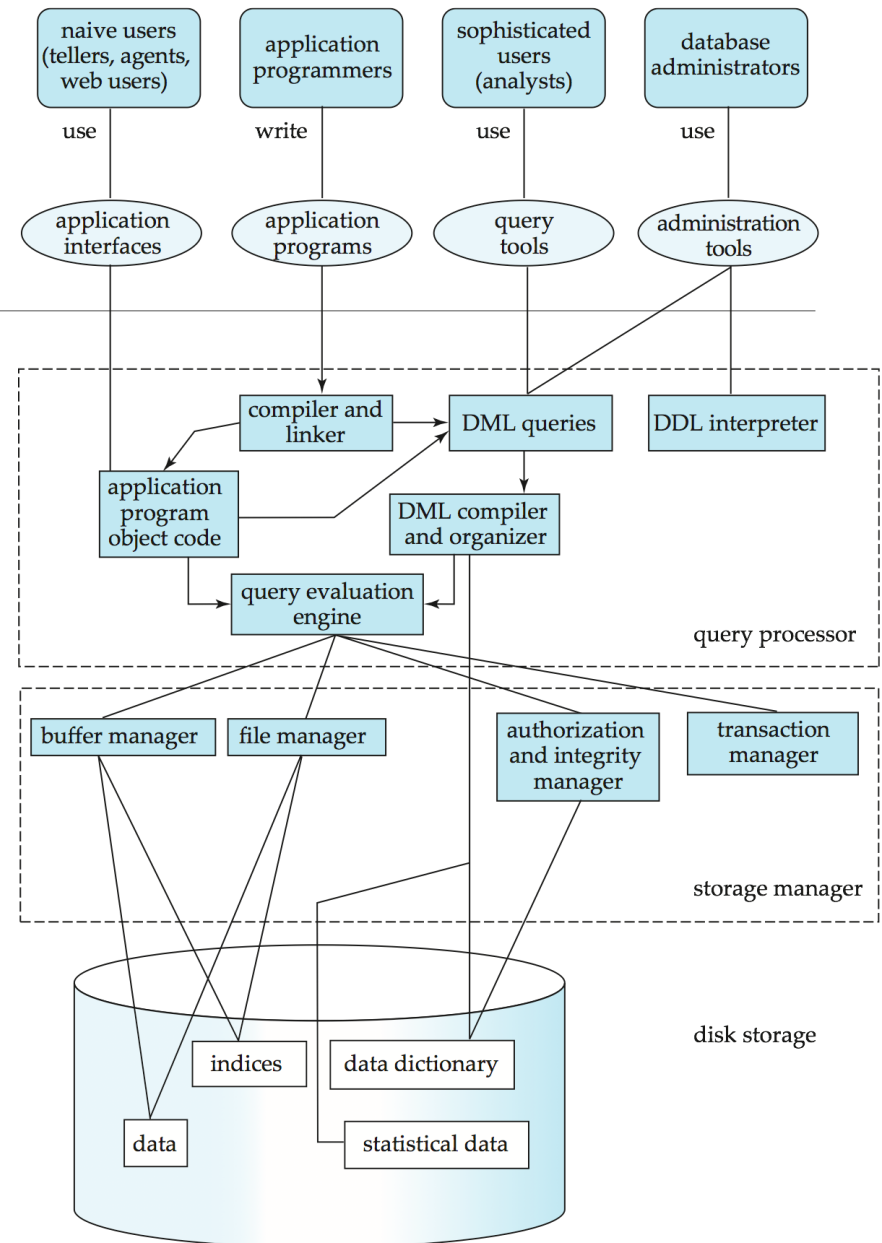 naive users
(tellers, agents,
web users)
application
programmers
sophisticated
users
(analysts)
database
administrators
use
write
use
use
application
interfaces
application
programs
query
tools
administration
tools
compiler and
linker
DML queries
DDL interpreter
application
program
object code
DML compiler
and organizer
query evaluation
engine
query processor
buffer manager
file manager
authorization
and integrity
manager
transaction
manager
storage manager
disk storage
indices
data dictionary
data
statistical data